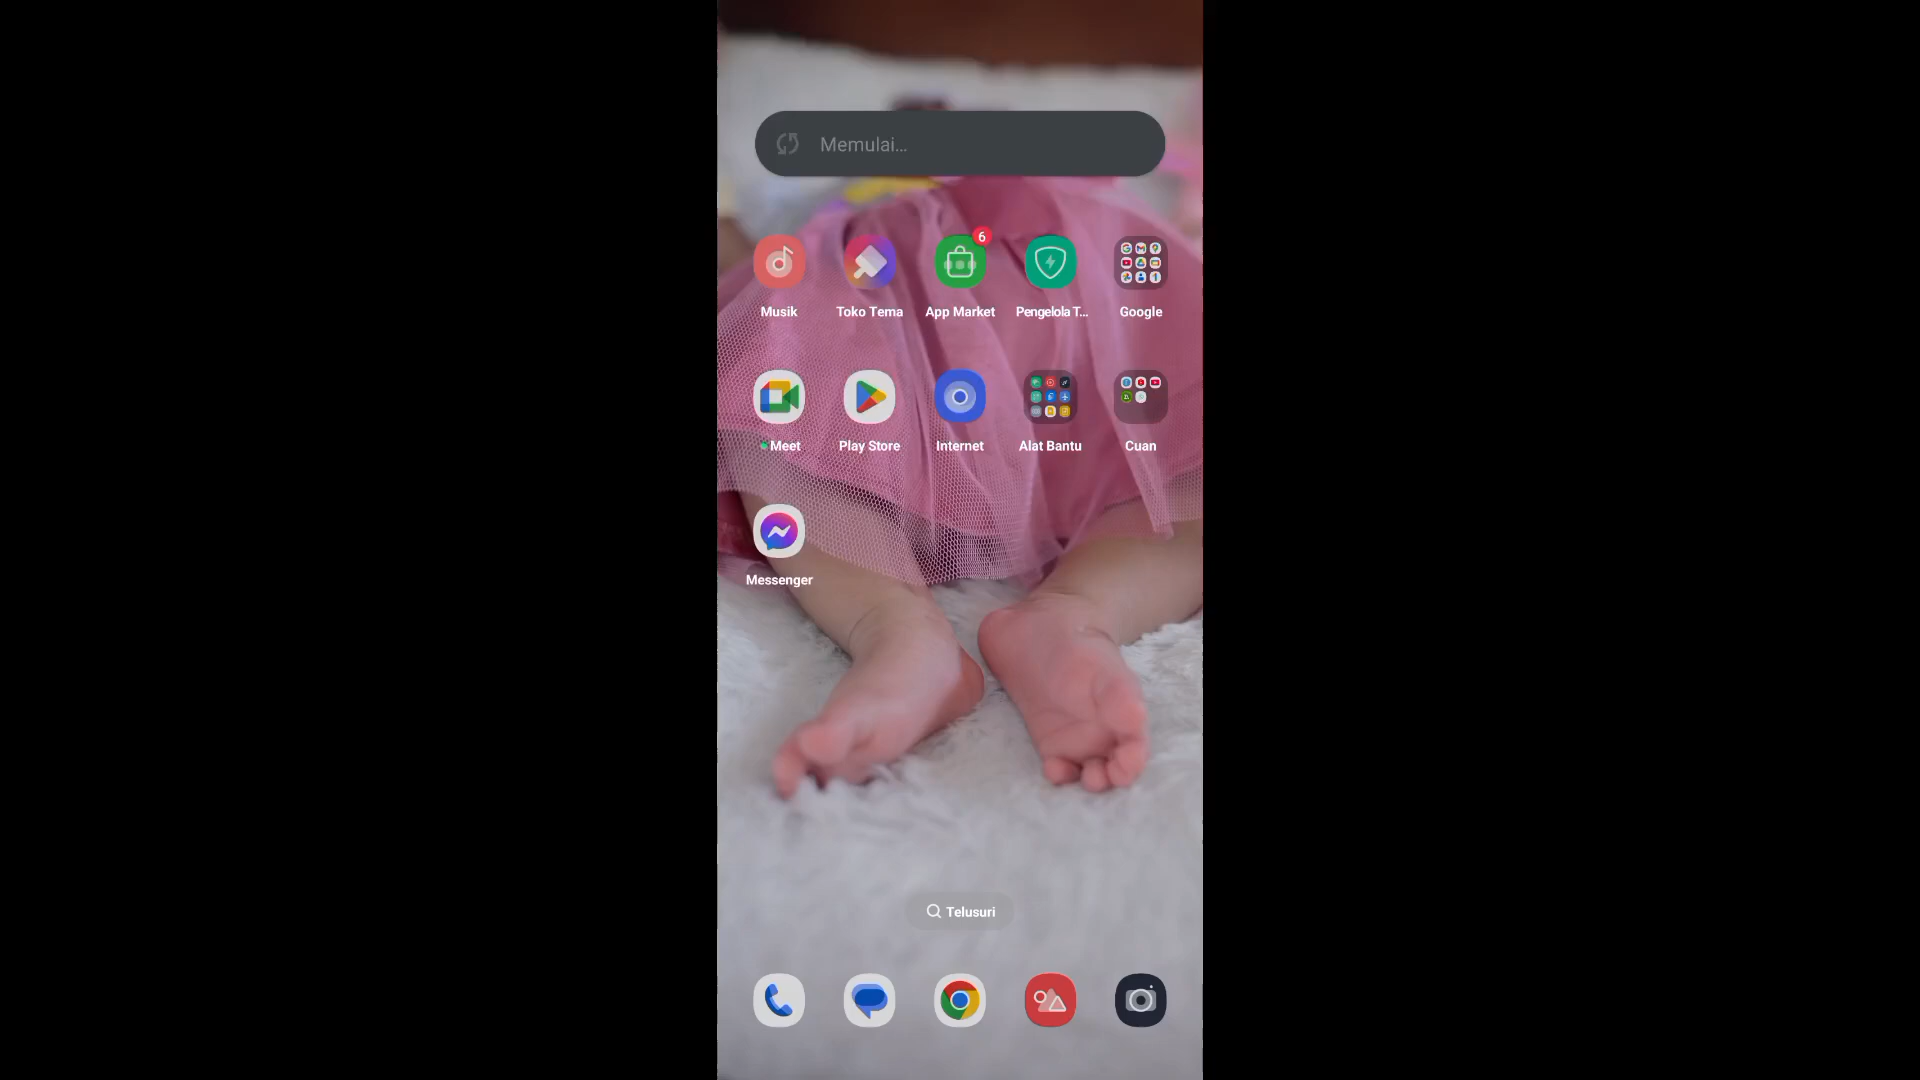 Memulai...
6
Musik
Toko Tema
App Market
Pengelola T...
Google
Meet
Play Store
Internet
Alat Bantu
Cuan
Messenger
Telusuri